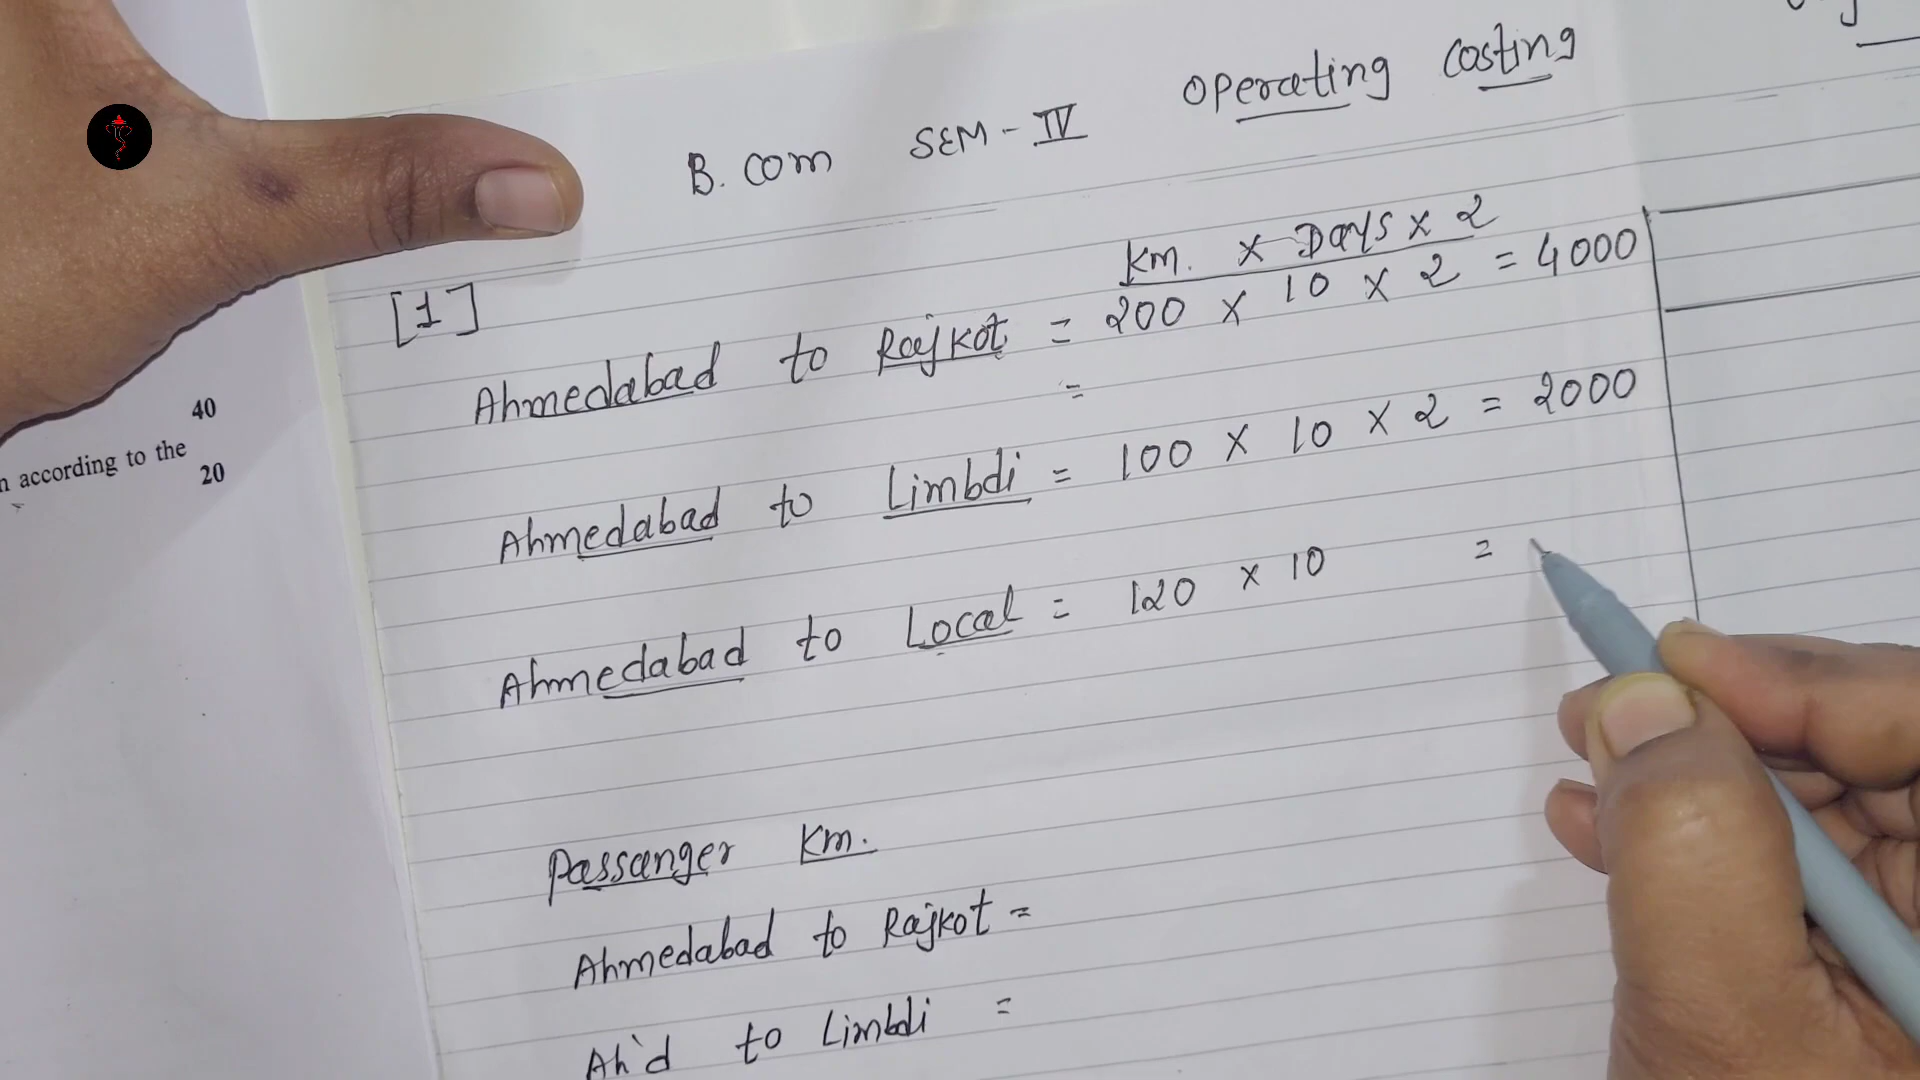 B. Com SEM - IV Operating Costing
Km. x Days x 2
[1]
Ahmedabad to Rajkot = 200 x 10 x 2 = 4000
=
Ahmedabad to Limbdi = 100 x 10 x 2 = 2000
Ahmedabad to Local = 120 x 10 =
Passanger Km.
Ahmedabad to Rajkot =
Ah'd to Limbdi =
40
according to the
20